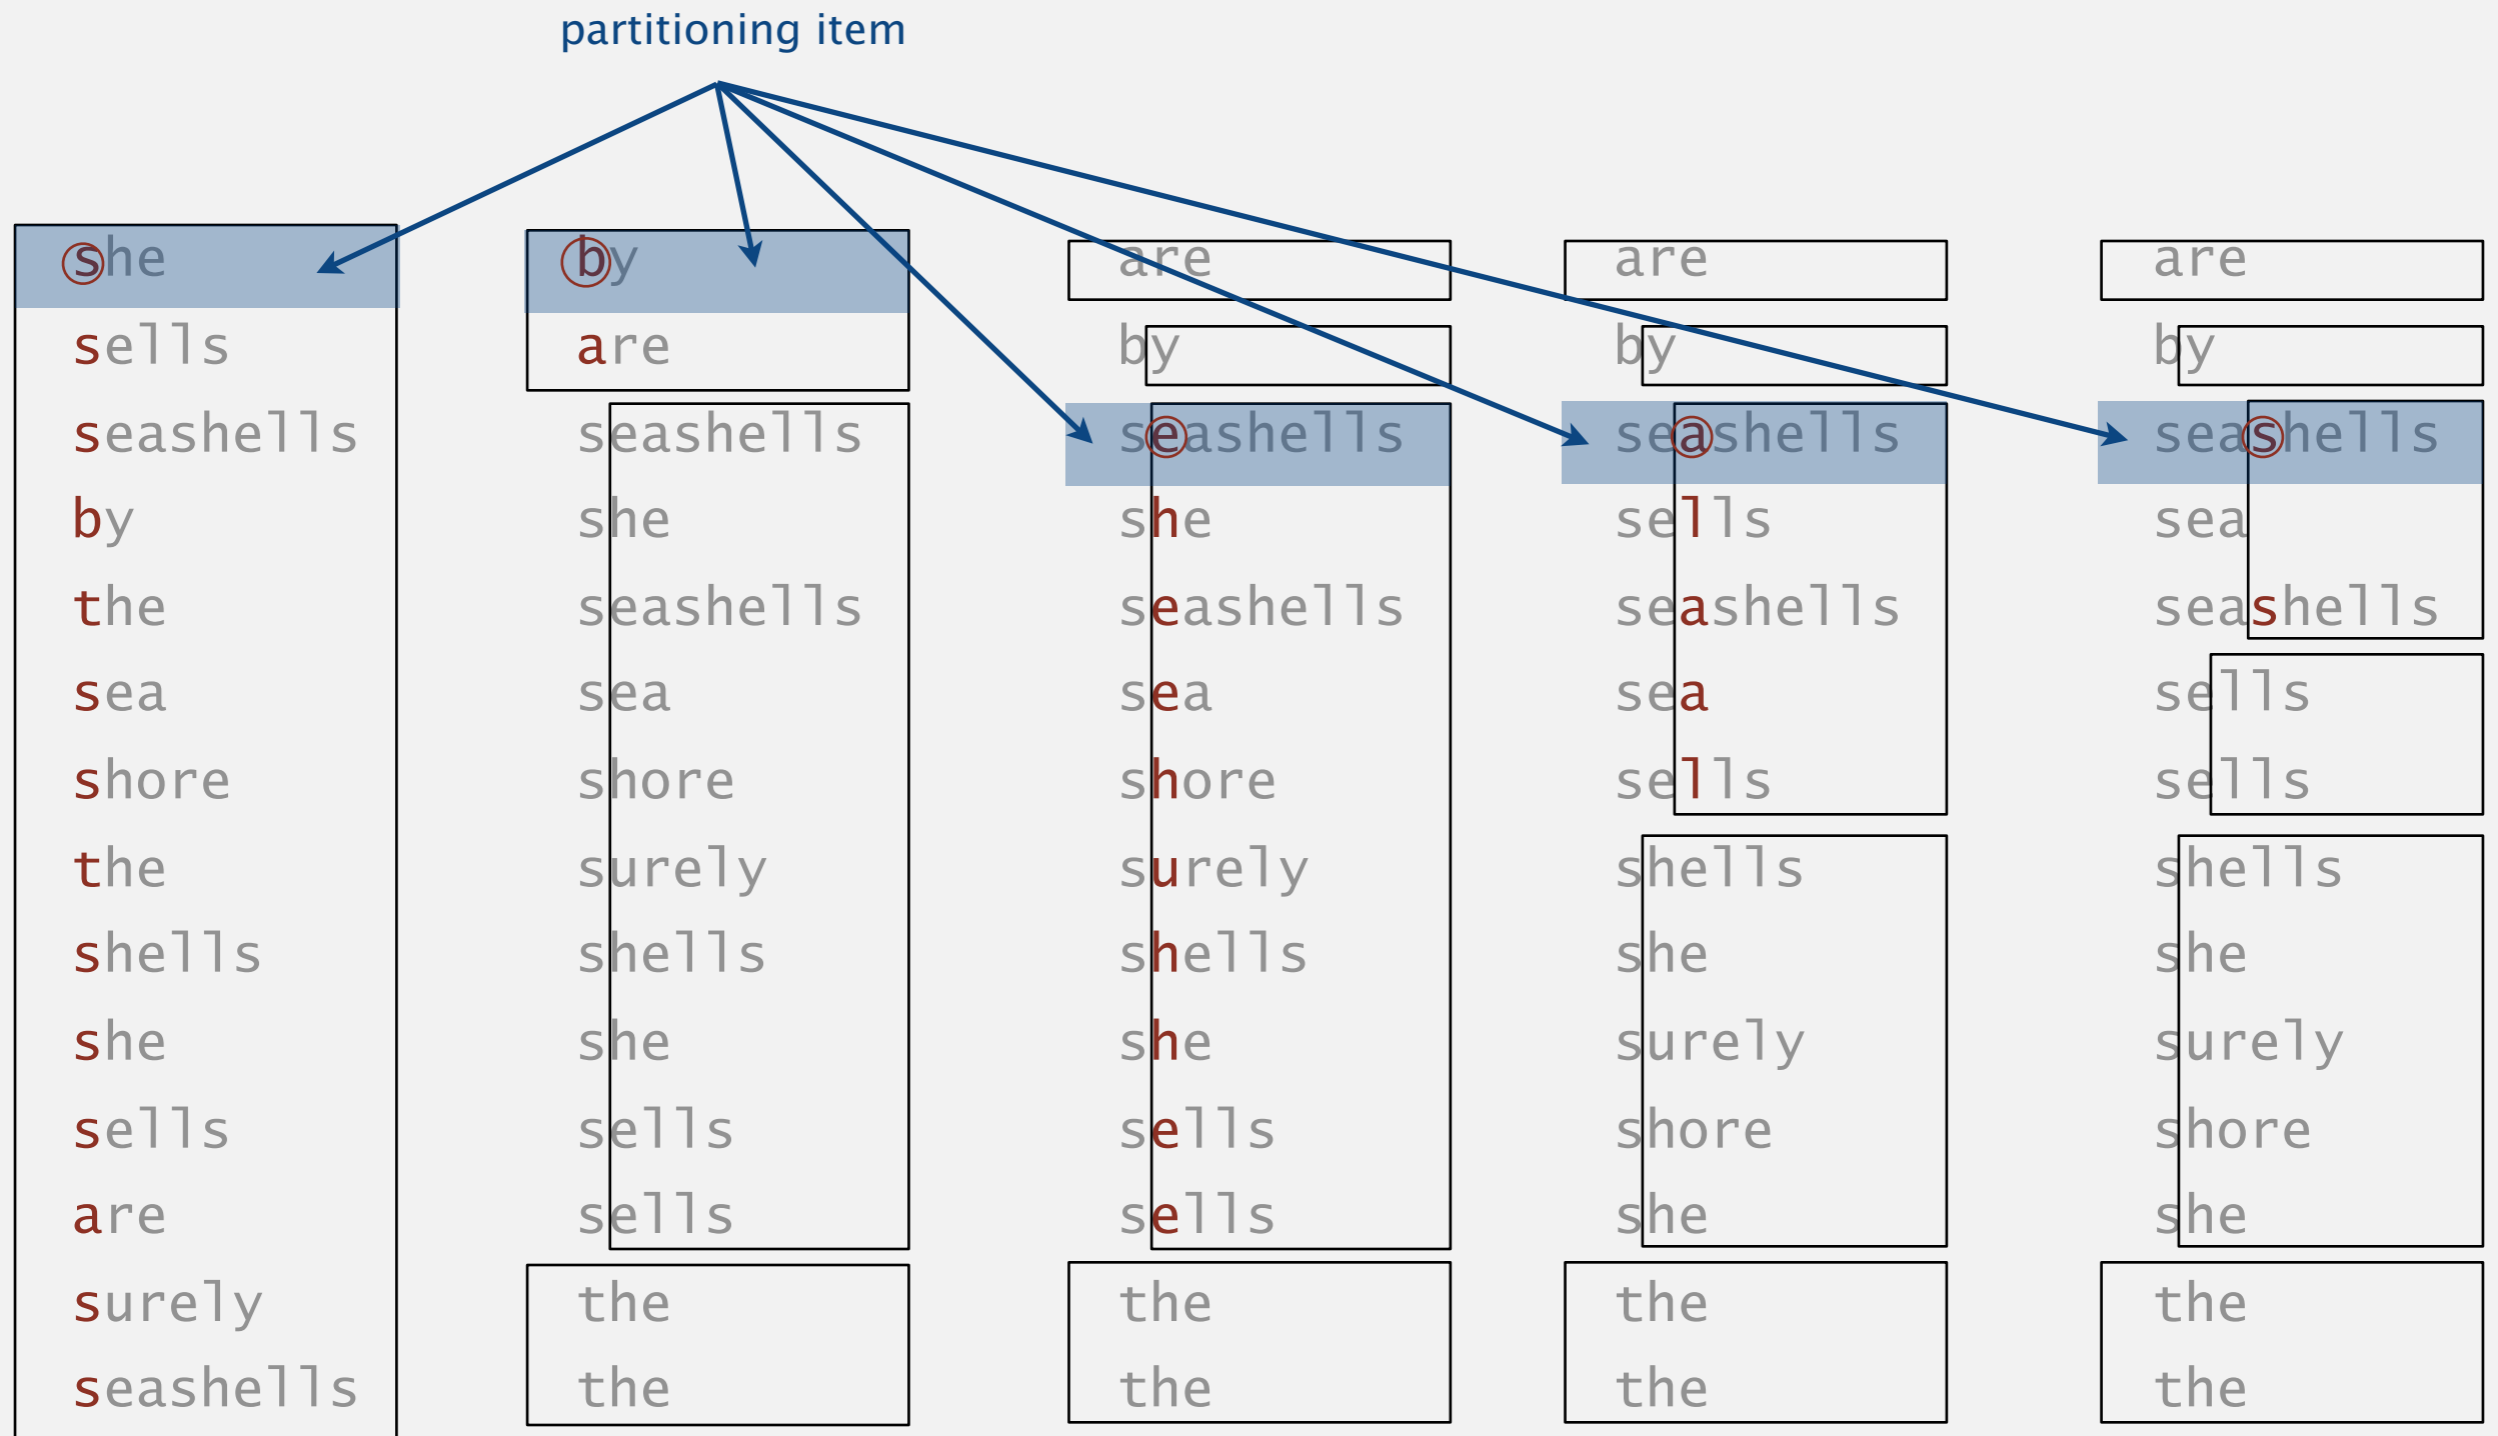 partitioning item
she by are are are
sells are by by by
seashells seashells seashells seashells seashells
by she she sells sea
the seashells seashells seashells seashells
sea sea sea sea sells
shore shore shore sells sells
the surely surely shells shells
shells shells shells she she
she she she surely surely
sells sells sells shore shore
are sells sells she she
surely the the the the
seashells the the the the